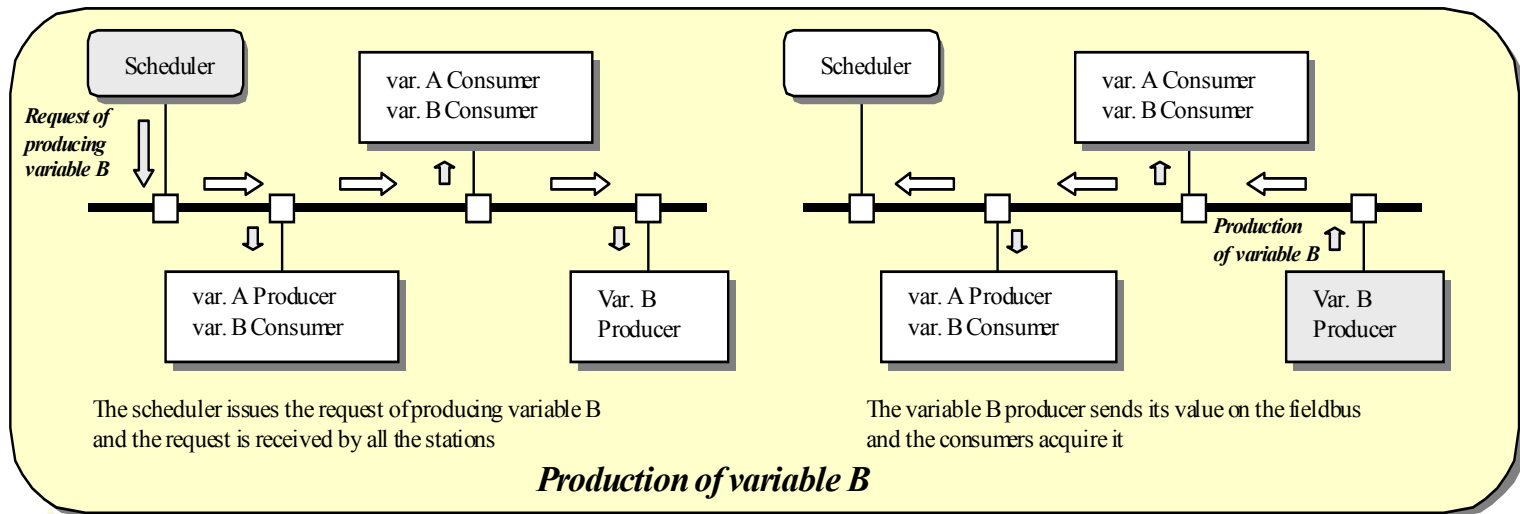 Scheduler
Request of
producing
variable B
var. A Consumer
var. B Consumer
var. A Producer
var. B Consumer
Var. B
Producer
The scheduler issues the request of producing variable B
and the request is received by all the stations
Scheduler
var. A Consumer
var. B Consumer
Production
of variable B
var. A Producer
var. B Consumer
Var. B
Producer
The variable B producer sends its value on the fieldbus
and the consumers acquire it
Production of variable B